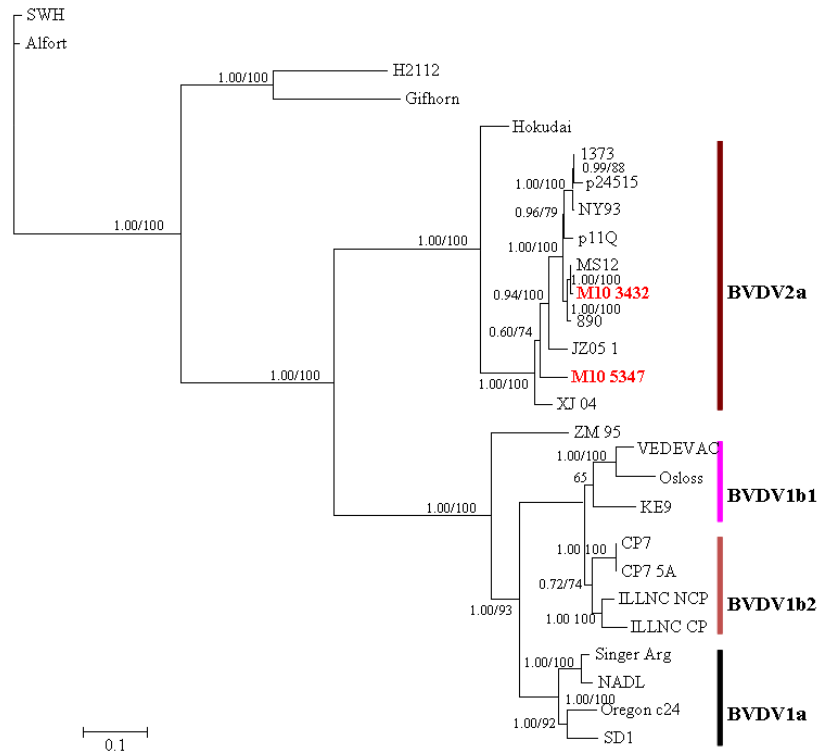 SWH
Alfort
1.00/100
H2112
Gifhorn
Hokudai
1373
0.99/88
1.00/100
p24515
NY93
0.96/79
1.00/100
1.00/100
p11Q
1.00/100
MS12
1.00/100
M10 3432
BVDV2a
0.94/100
1.00/100
890
0.60/74
JZ05 1
1.00/100
M10 5347
1.00/100
XJ 04
ZM 95
VEDEVAC
1.00/100
65
Osloss
BVDV1b1
1.00/100
KE9
CP7
1.00 100
CP7 5A
0.72/74
ILLNC NCP
BVDV1b2
1.00/93
1.00 100
ILLNC CP
Singer Arg
1.00/100
NADL
1.00/100
Oregon c24
BVDV1a
1.00/92
SD1
0.1